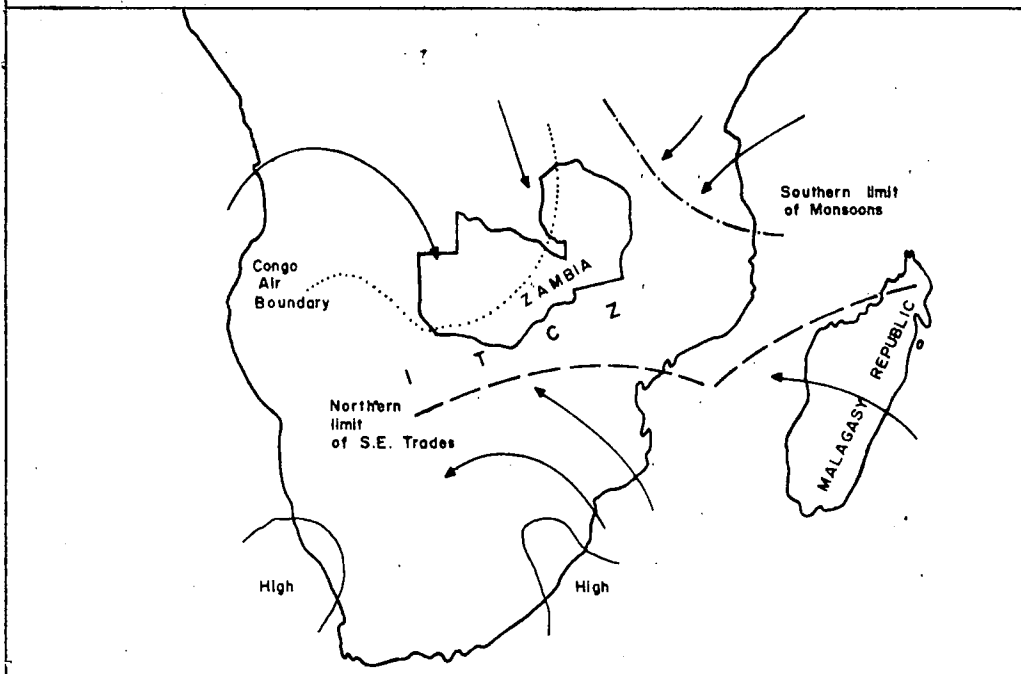 ?
Southern limit
of Monsoons
Congo
Air
Boundary
ZAMBIA
I T C Z
MALAGASY REPUBLIC
Northern
limit
of S.E. Trades
High
High